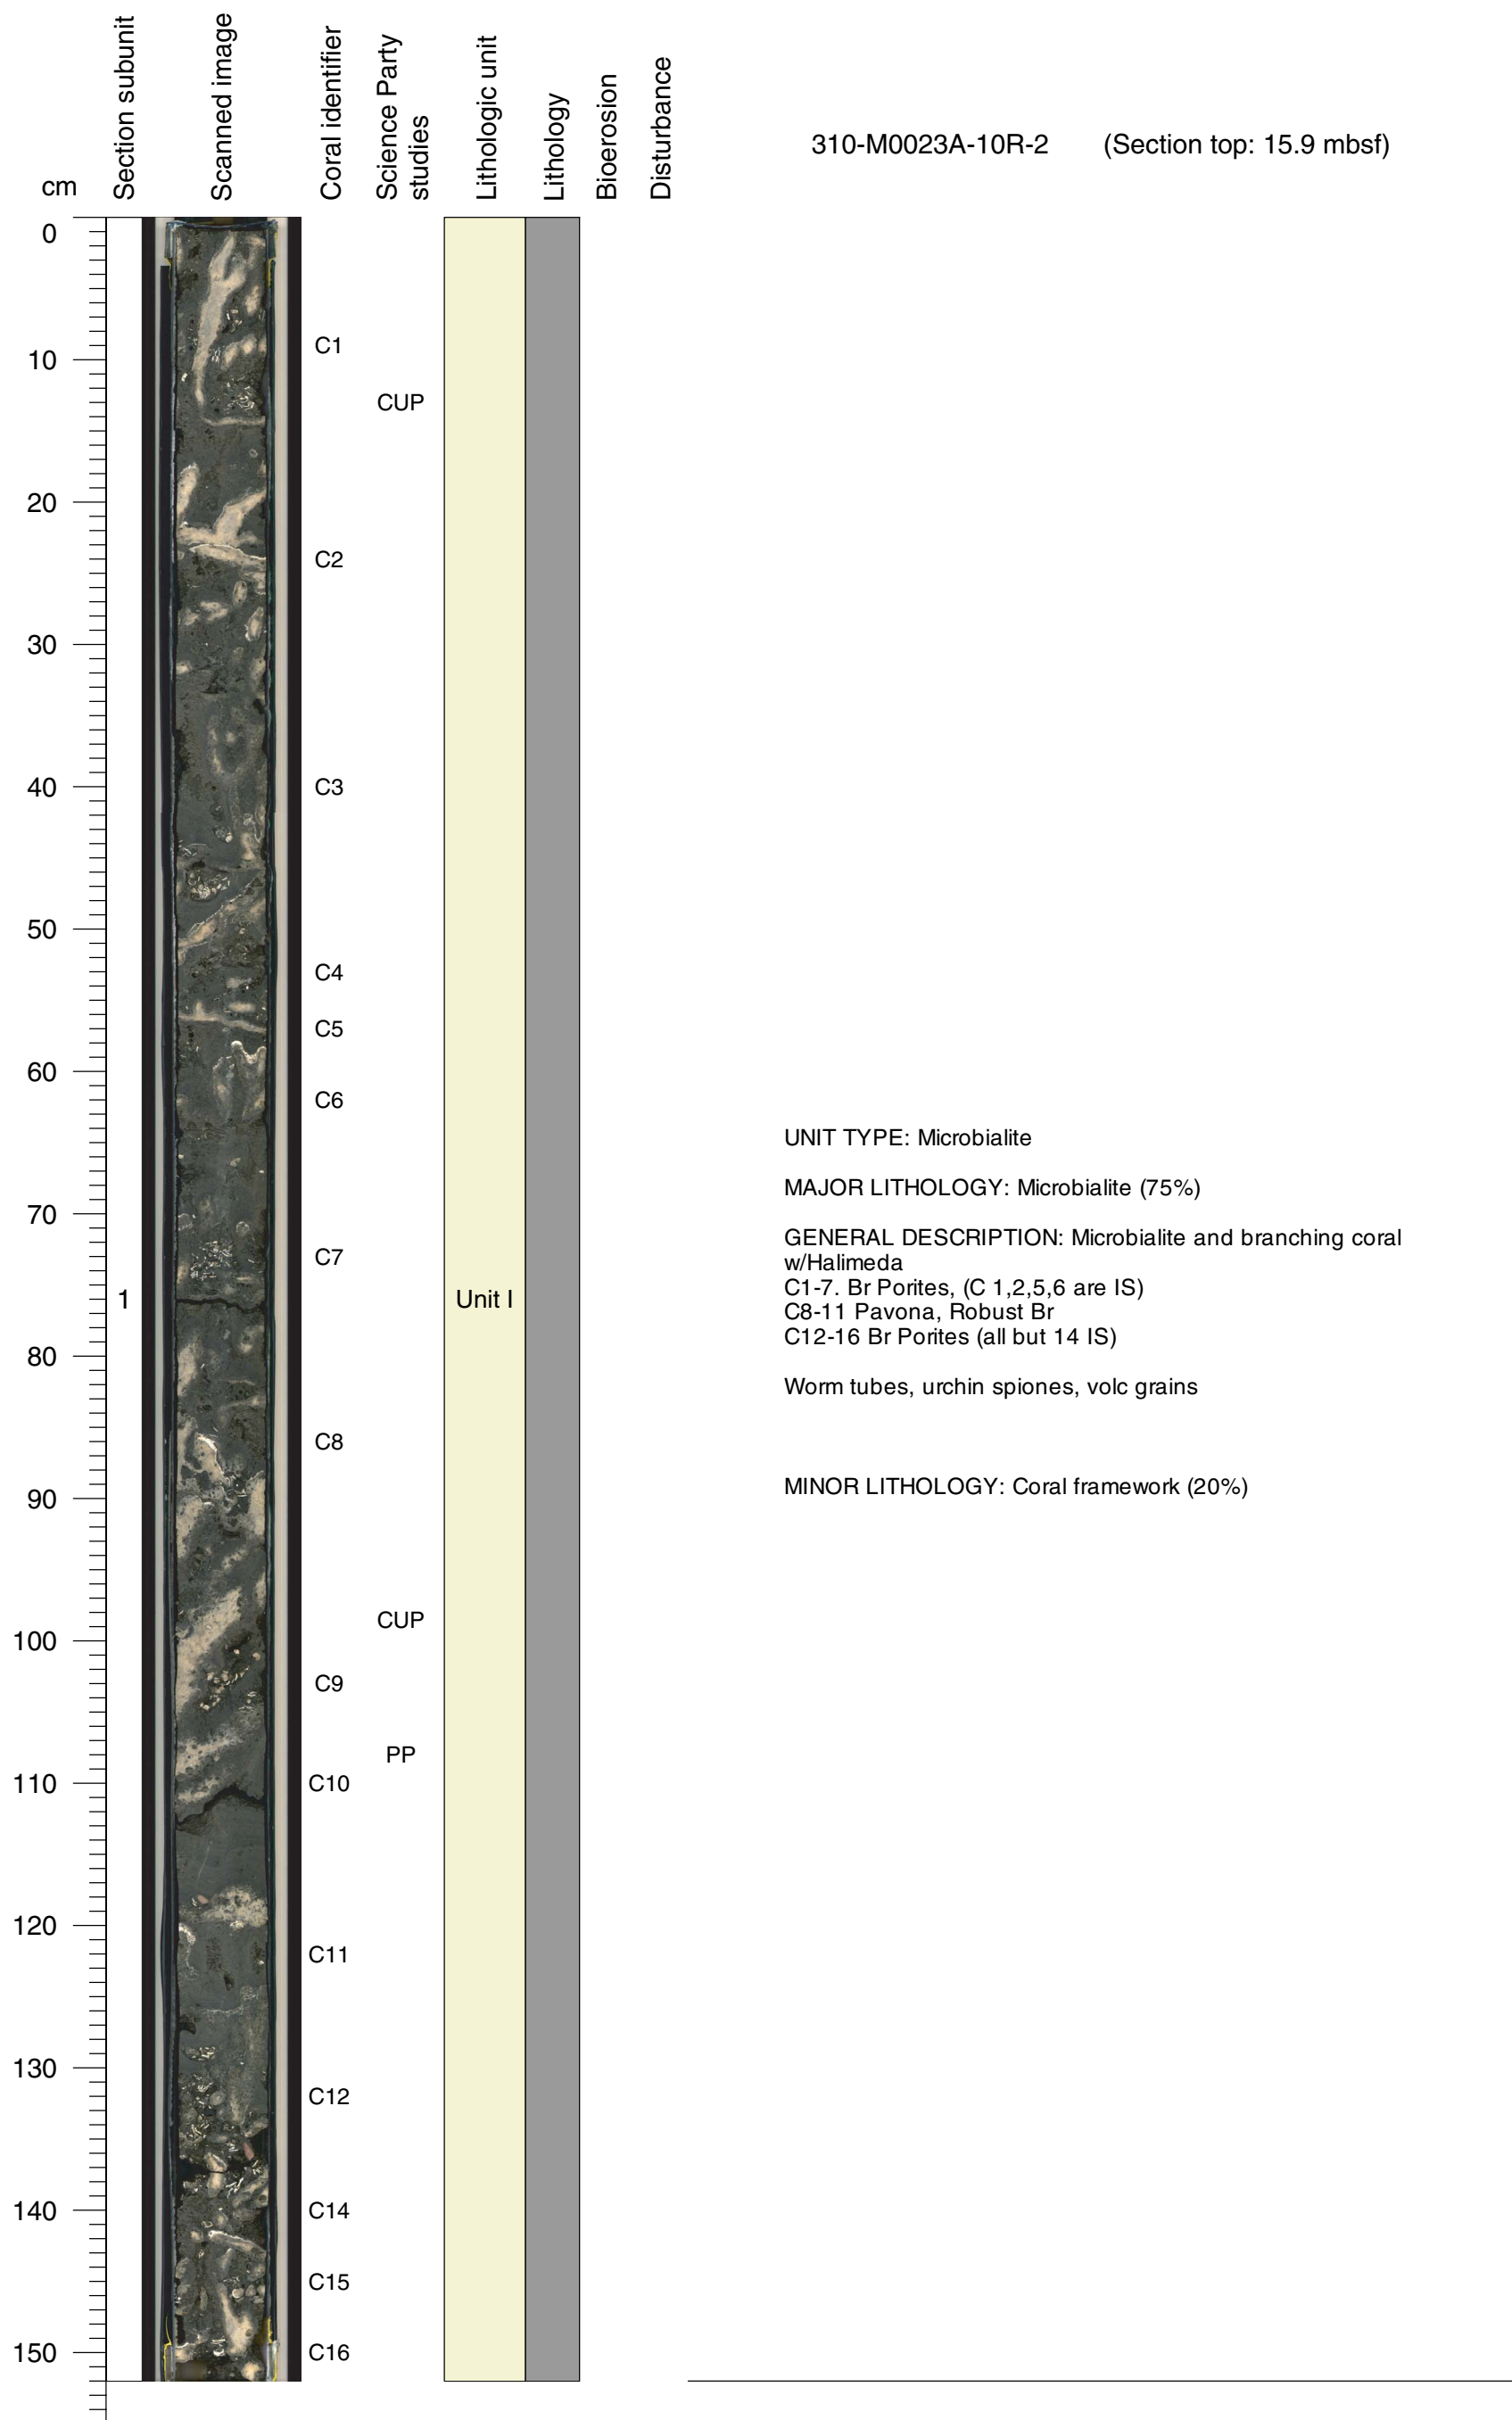 cm
Section subunit
Scanned image
Coral identifier
Science Party
studies
Lithologic unit
Lithology
Bioerosion
Disturbance
310-M0023A-10R-2 (Section top: 15.9 mbsf)
0
C1
10
CUP
20
C2
30
C3
40
50
C4
C5
60
C6
UNIT TYPE: Microbialite
MAJOR LITHOLOGY: Microbialite (75%)
70
GENERAL DESCRIPTION: Microbialite and branching coral
w/Halimeda
C7
C1-7. Br Porites, (C 1,2,5,6 are IS)
1
Unit I
C8-11 Pavona, Robust Br
C12-16 Br Porites (all but 14 IS)
80
Worm tubes, urchin spiones, volc grains
C8
MINOR LITHOLOGY: Coral framework (20%)
90
CUP
100
C9
PP
110
C10
120
C11
130
C12
140
C14
C15
150
C16